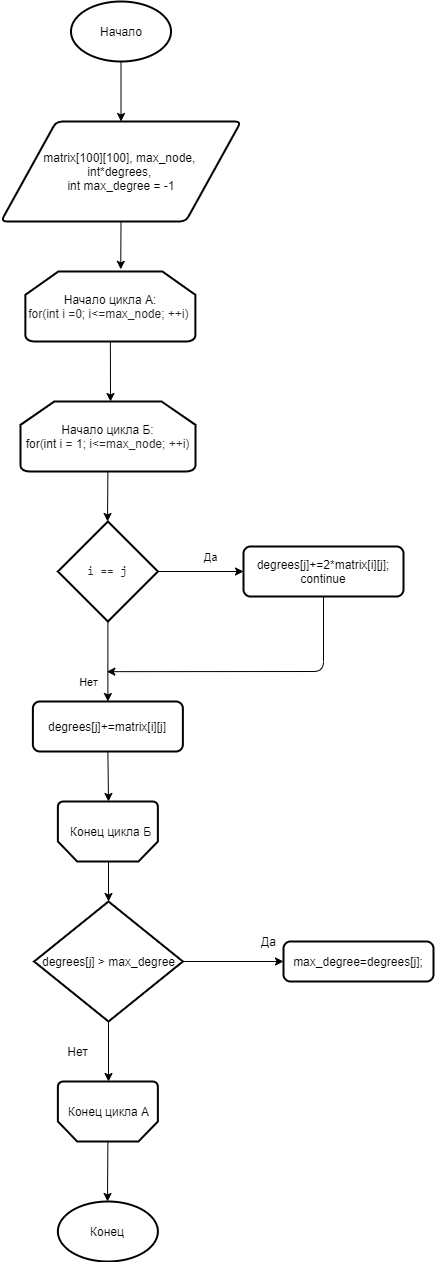 Начало
matrix[100][100], max_node,
int*degrees,
int max_degree = -1
Начало цикла А:
for(int i =0; i<=max_node; ++i)
Начало цикла Б:
for(int i = 1; i<=max_node; ++i)
i == j
Да
degrees[j]+=2*matrix[i][j];
continue
Нет
degrees[j]+=matrix[i][j]
Конец цикла Б
degrees[j] > max_degree
Да
max_degree=degrees[j];
Нет
Конец цикла А
Конец